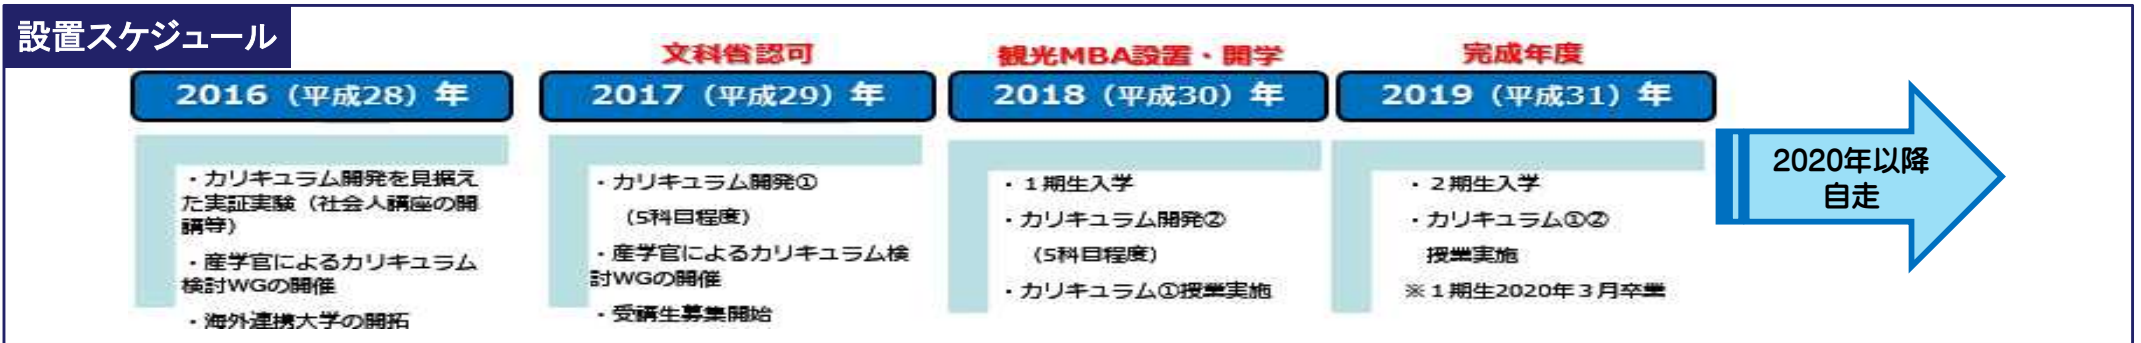 設置スケジュール
文科省認可
観光MBA設置・開学
完成年度
2016（平成28）年
2017（平成29）年
2018（平成30）年
2019（平成31）年
・カリキュラム開発を見据え
た実証実験（社会人講座の開
講等）
・産学官によるカリキュラム
検討WGの開催
・海外連携大学の開拓
・カリキュラム開発①
（5科目程度）
・産学官によるカリキュラム検
討WGの開催
・受講生募集開始
・１期生入学
・カリキュラム開発②
（5科目程度）
・カリキュラム①授業実施
・２期生入学
・カリキュラム①②
授業実施
※１期生2020年３月卒業
2020年以降
自走